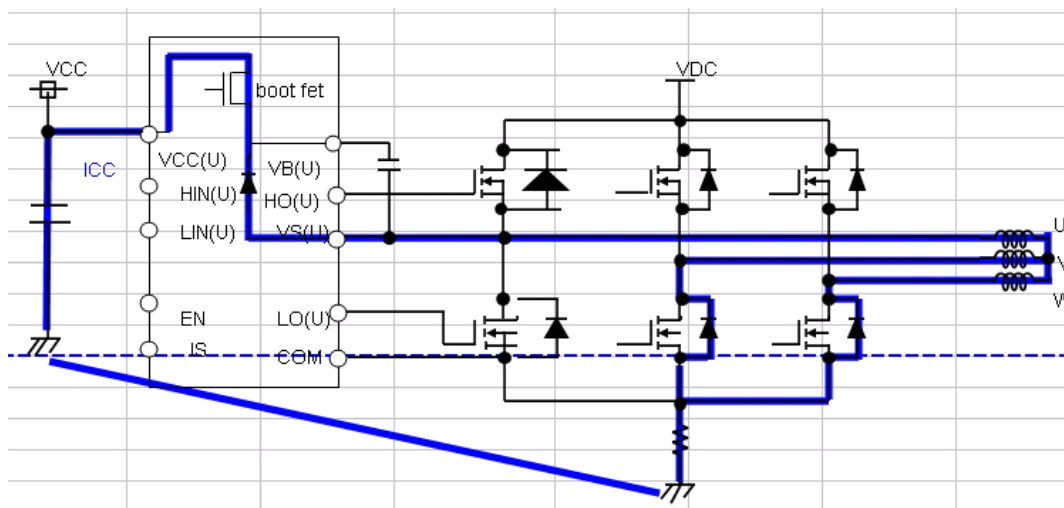 VCC
VDC
boot fet
ICC
VCC(U)
VB(U)
HIN(U)
HO(U)
LIN(U)
VS(U)
U
V
W
EN
LO(U)
IS
COM